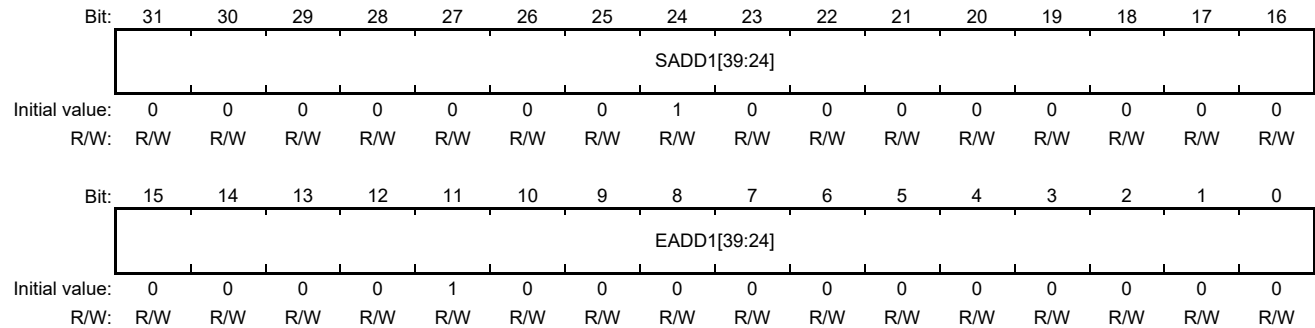 Bit: 31 30 29 28 27 26 25 24 23 22 21 20 19 18 17 16
SADD1[39:24]
Initial value: 0 0 0 0 0 0 0 1 0 0 0 0 0 0 0 0
R/W: R/W R/W R/W R/W R/W R/W R/W R/W R/W R/W R/W R/W R/W R/W R/W R/W
Bit: 15 14 13 12 11 10 9 8 7 6 5 4 3 2 1 0
EADD1[39:24]
Initial value: 0 0 0 0 1 0 0 0 0 0 0 0 0 0 0 0
R/W: R/W R/W R/W R/W R/W R/W R/W R/W R/W R/W R/W R/W R/W R/W R/W R/W